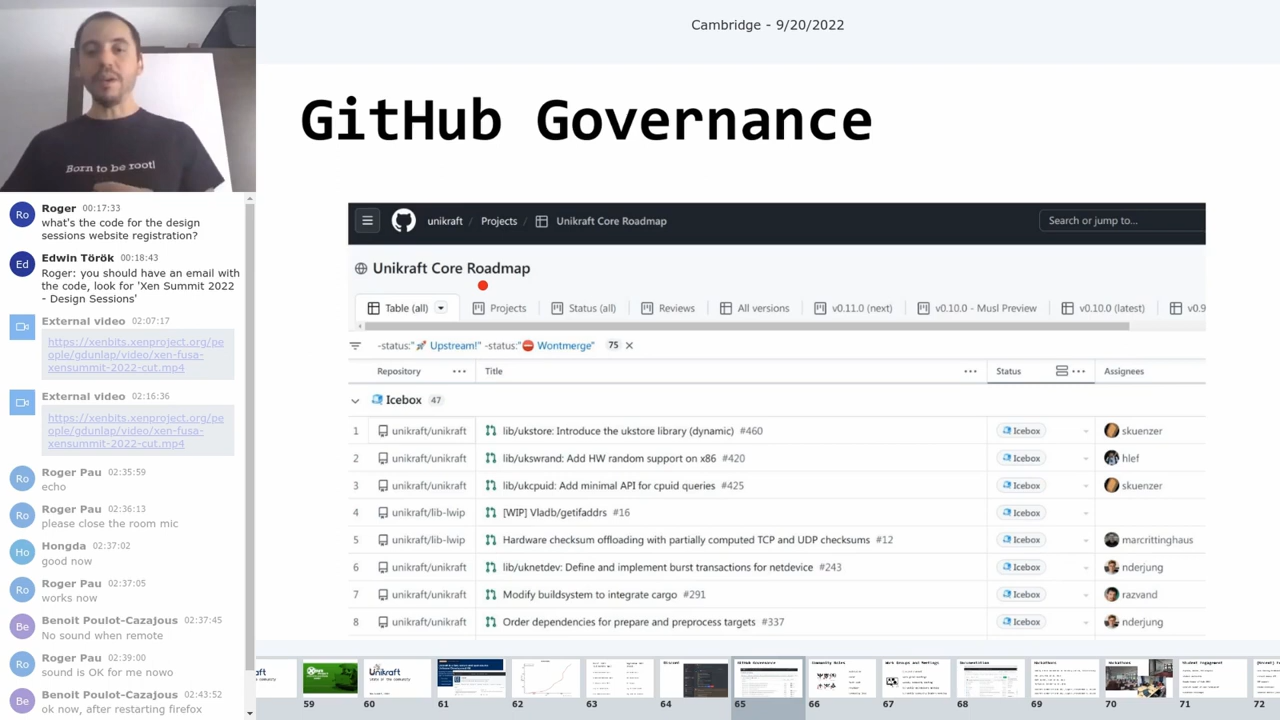 Cambridge - 9/20/2022
GitHub Governance
Born to be root!
Ro
Roger 00:17:33
what's the code for the design
sessions website registration?
Ed
Edwin Török 00:18:43
Roger: you should have an email with
the code, look for 'Xen Summit 2022
- Design Sessions'
External video 02:07:17
https://xenbits.xenproject.org/pe
ople/gdunlap/video/xen-fusa-
xensummit-2022-cut.mp4
External video 02:16:36
https://xenbits.xenproject.org/pe
ople/gdunlap/video/xen-fusa-
xensummit-2022-cut.mp4
Ro
Roger Pau 02:35:59
echo
Ro
Roger Pau 02:36:13
please close the room mic
Ho
Hongda 02:37:02
good now
Ro
Roger Pau 02:37:05
works now
Be
Benoit Poulot-Cazajous 02:37:45
No sound when remote
Ro
Roger Pau 02:39:00
sound is OK for me nowo
Be
Benoit Poulot-Cazajous 02:43:52
ok now, after restarting firefox
unikraft / Projects / Unikraft Core Roadmap
Search or jump to...
Unikraft Core Roadmap
Table (all) Projects Status (all) Reviews All versions v0.11.0 (next) v0.10.0 - Musl Preview v0.10.0 (latest) v0.9
-status:"🚀 Upstream!" -status:"⛔ Wontmerge" 75 ×
Repository ... Title ... Status ... Assignees
Icebox 47
1 unikraft/unikraft lib/ukstore: Introduce the ukstore library (dynamic) #460 Icebox skuenzer
2 unikraft/unikraft lib/ukswrand: Add HW random support on x86 #420 Icebox hlef
3 unikraft/unikraft lib/ukcpuid: Add minimal API for cpuid queries #425 Icebox skuenzer
4 unikraft/lib-lwip [WIP] Vladb/getifaddrs #16 Icebox
5 unikraft/lib-lwip Hardware checksum offloading with partially computed TCP and UDP checksums #12 Icebox marcrittinghaus
6 unikraft/unikraft lib/uknetdev: Define and implement burst transactions for netdevice #243 Icebox nderjung
7 unikraft/unikraft Modify buildsystem to integrate cargo #291 Icebox razvand
8 unikraft/unikraft Order dependencies for prepare and preprocess targets #337 Icebox nderjung
59 60 61 62 63 64 65 66 67 68 69 70 71 72